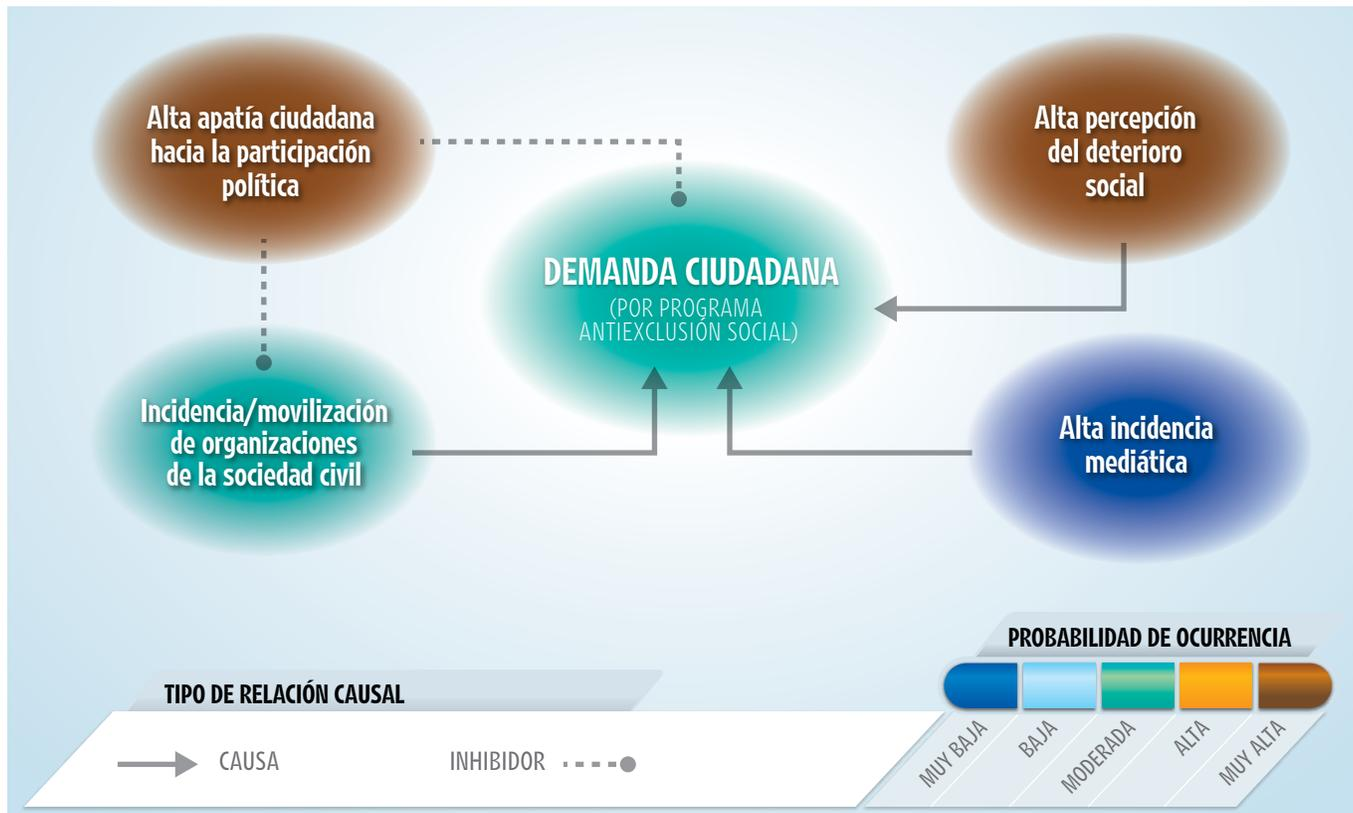 Alta apatía ciudadana
hacia la participación
política
Alta percepción
del deterioro
social
DEMANDA CIUDADANA
(POR PROGRAMA
ANTIEXCLUSIÓN SOCIAL)
Incidencia/movilización
de organizaciones
de la sociedad civil
Alta incidencia
mediática
TIPO DE RELACIÓN CAUSAL
CAUSA
INHIBIDOR
PROBABILIDAD DE OCURRENCIA
MUY BAJA
BAJA
MODERADA
ALTA
MUY ALTA